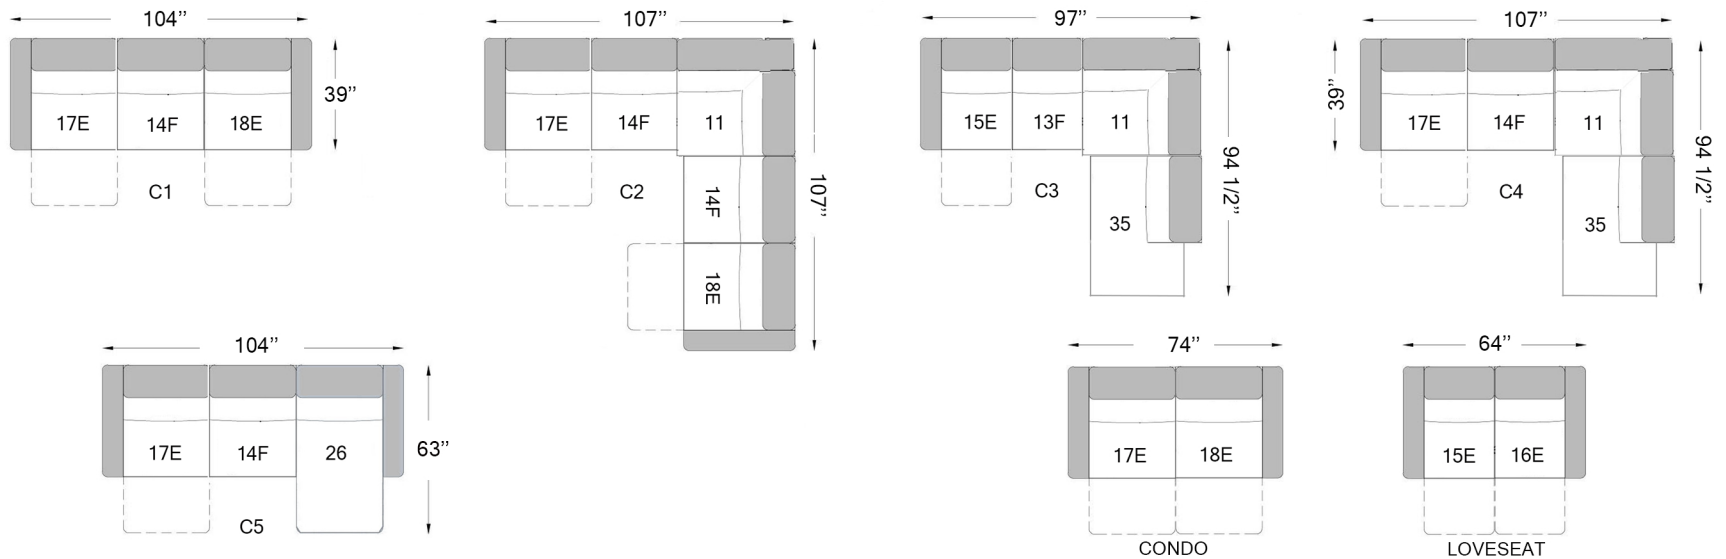 104”
17E 14F 18E
39”
C1
107”
17E 14F 11
14F
18E
107”
C2
97”
15E 13F 11
35
94 1/2”
C3
107”
39”
17E 14F 11
35
94 1/2”
C4
104”
17E 14F 26
63”
C5
74”
17E 18E
CONDO
64”
15E 16E
LOVESEAT